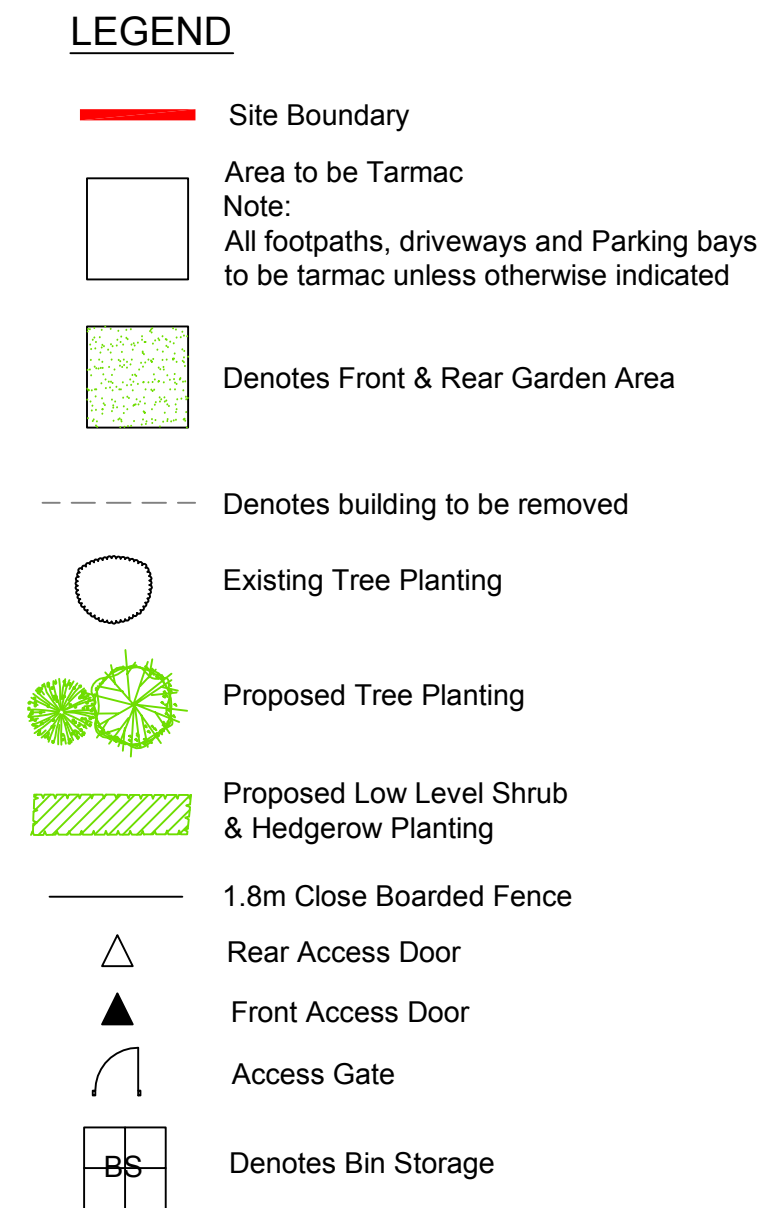 LEGEND
Site Boundary
Area to be Tarmac
Note:
All footpaths, driveways and Parking bays
to be tarmac unless otherwise indicated
Denotes Front & Rear Garden Area
Denotes building to be removed
Existing Tree Planting
Proposed Tree Planting
Proposed Low Level Shrub
& Hedgerow Planting
1.8m Close Boarded Fence
Rear Access Door
Front Access Door
Access Gate
BS
Denotes Bin Storage